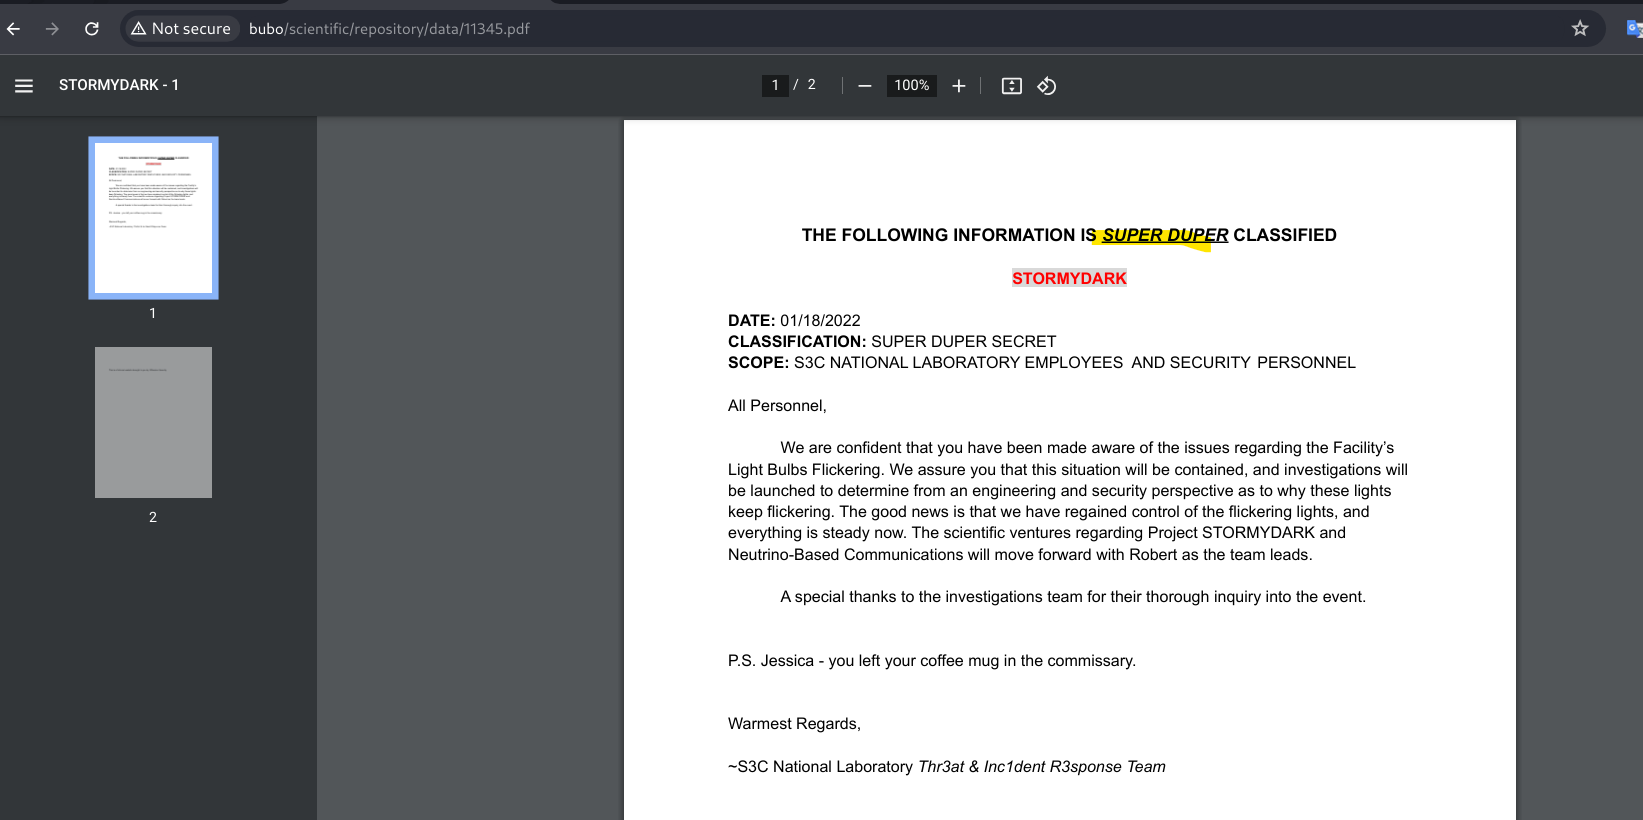 Not secure bubo/scientific/repository/data/11345.pdf
STORMYDARK - 1
1 / 2
100%
1
2
THE FOLLOWING INFORMATION IS SUPER DUPER CLASSIFIED
STORMYDARK
DATE: 01/18/2022
CLASSIFICATION: SUPER DUPER SECRET
SCOPE: S3C NATIONAL LABORATORY EMPLOYEES AND SECURITY PERSONNEL
All Personnel,
We are confident that you have been made aware of the issues regarding the Facility’s
Light Bulbs Flickering. We assure you that this situation will be contained, and investigations will
be launched to determine from an engineering and security perspective as to why these lights
keep flickering. The good news is that we have regained control of the flickering lights, and
everything is steady now. The scientific ventures regarding Project STORMYDARK and
Neutrino-Based Communications will move forward with Robert as the team leads.
A special thanks to the investigations team for their thorough inquiry into the event.
P.S. Jessica - you left your coffee mug in the commissary.
Warmest Regards,
~S3C National Laboratory Thr3at & Inc1dent R3sponse Team